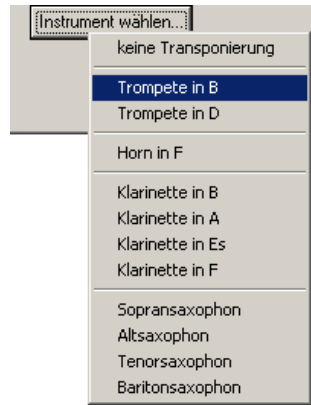 Instrument wählen...
keine Transponierung
Trompete in B
Trompete in D
Horn in F
Klarinette in B
Klarinette in A
Klarinette in Es
Klarinette in F
Sopransaxophon
Altsaxophon
Tenorsaxophon
Baritonsaxophon